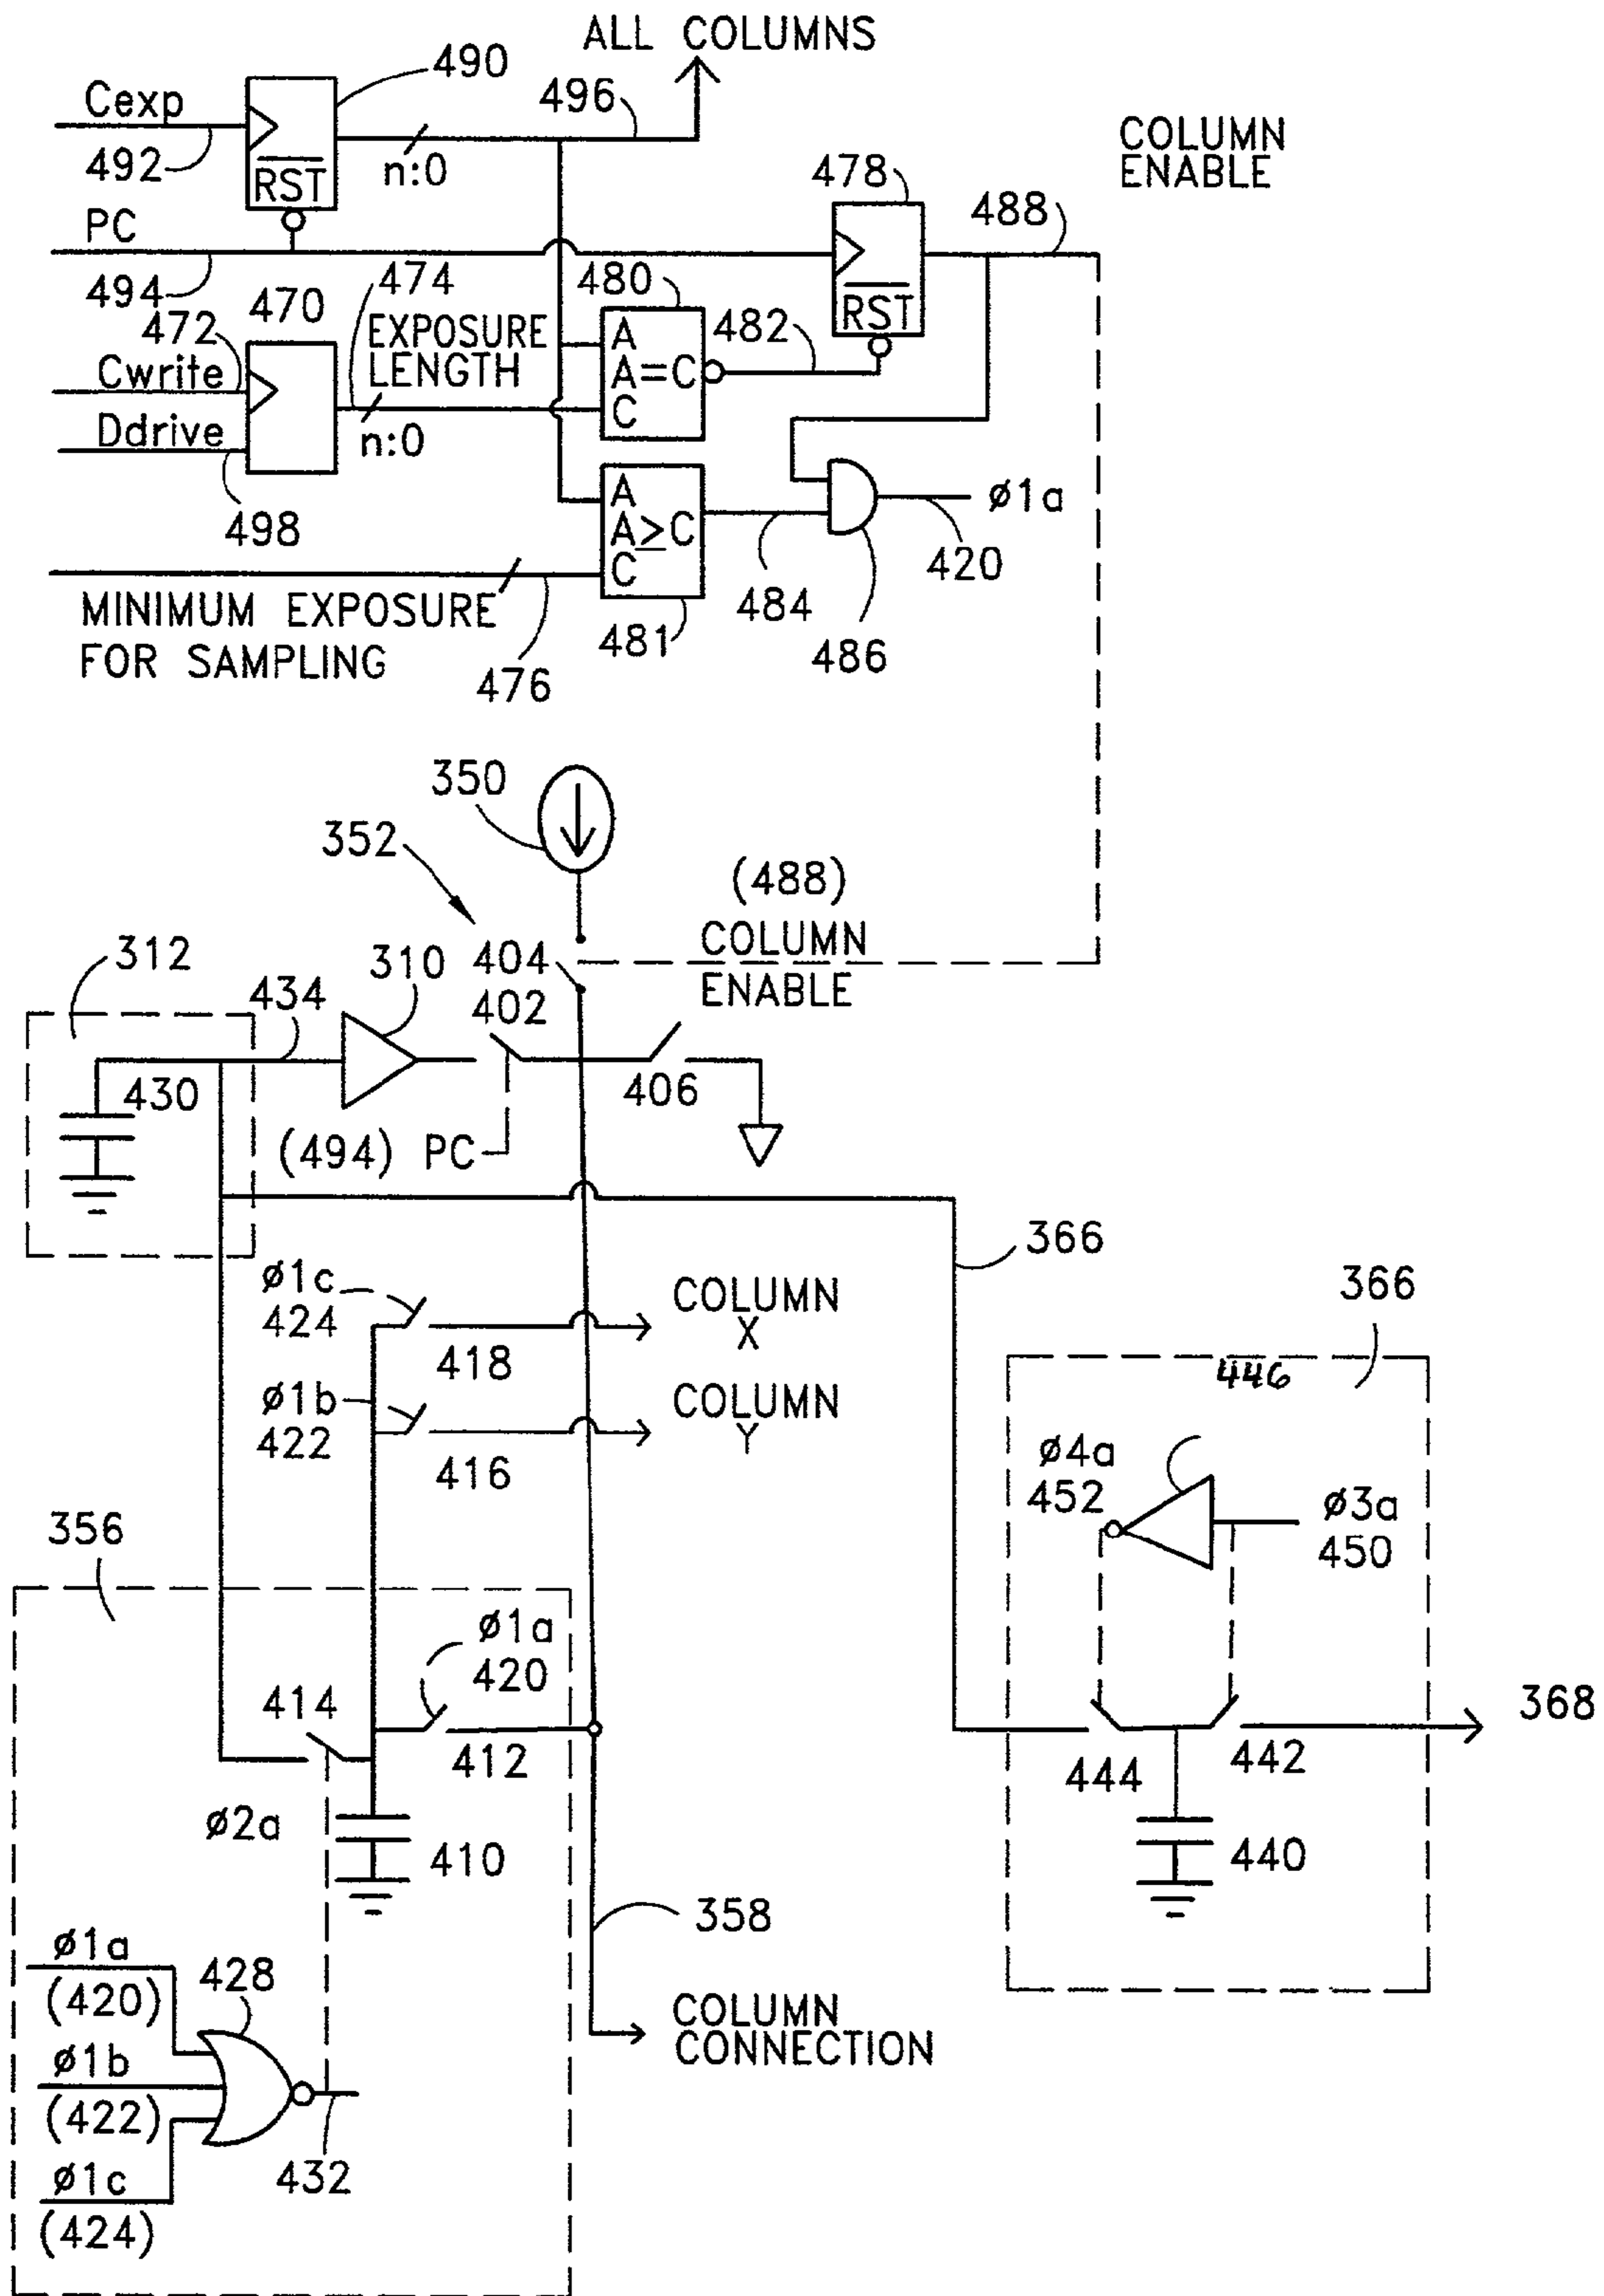 ALL COLUMNS
490
Cexp
496
492
n:0
RST
COLUMN
ENABLE
478
488
PC
494
470
474
480
RST
472
EXPOSURE
LENGTH
482
A
A=C
C
Cwrite
Ddrive
n:0
498
A
A≥C
C
ø1a
420
484
MINIMUM EXPOSURE
FOR SAMPLING
481
486
476
350
352
(488)
COLUMN
ENABLE
312
310
404
434
402
430
406
(494) PC
366
ø1c
424
COLUMN
X
418
366
446
ø1b
422
COLUMN
Y
416
ø4a
452
ø3a
450
356
ø1a
420
414
412
444
442
368
ø2a
410
440
358
ø1a
(420)
428
ø1b
(422)
COLUMN
CONNECTION
ø1c
(424)
432